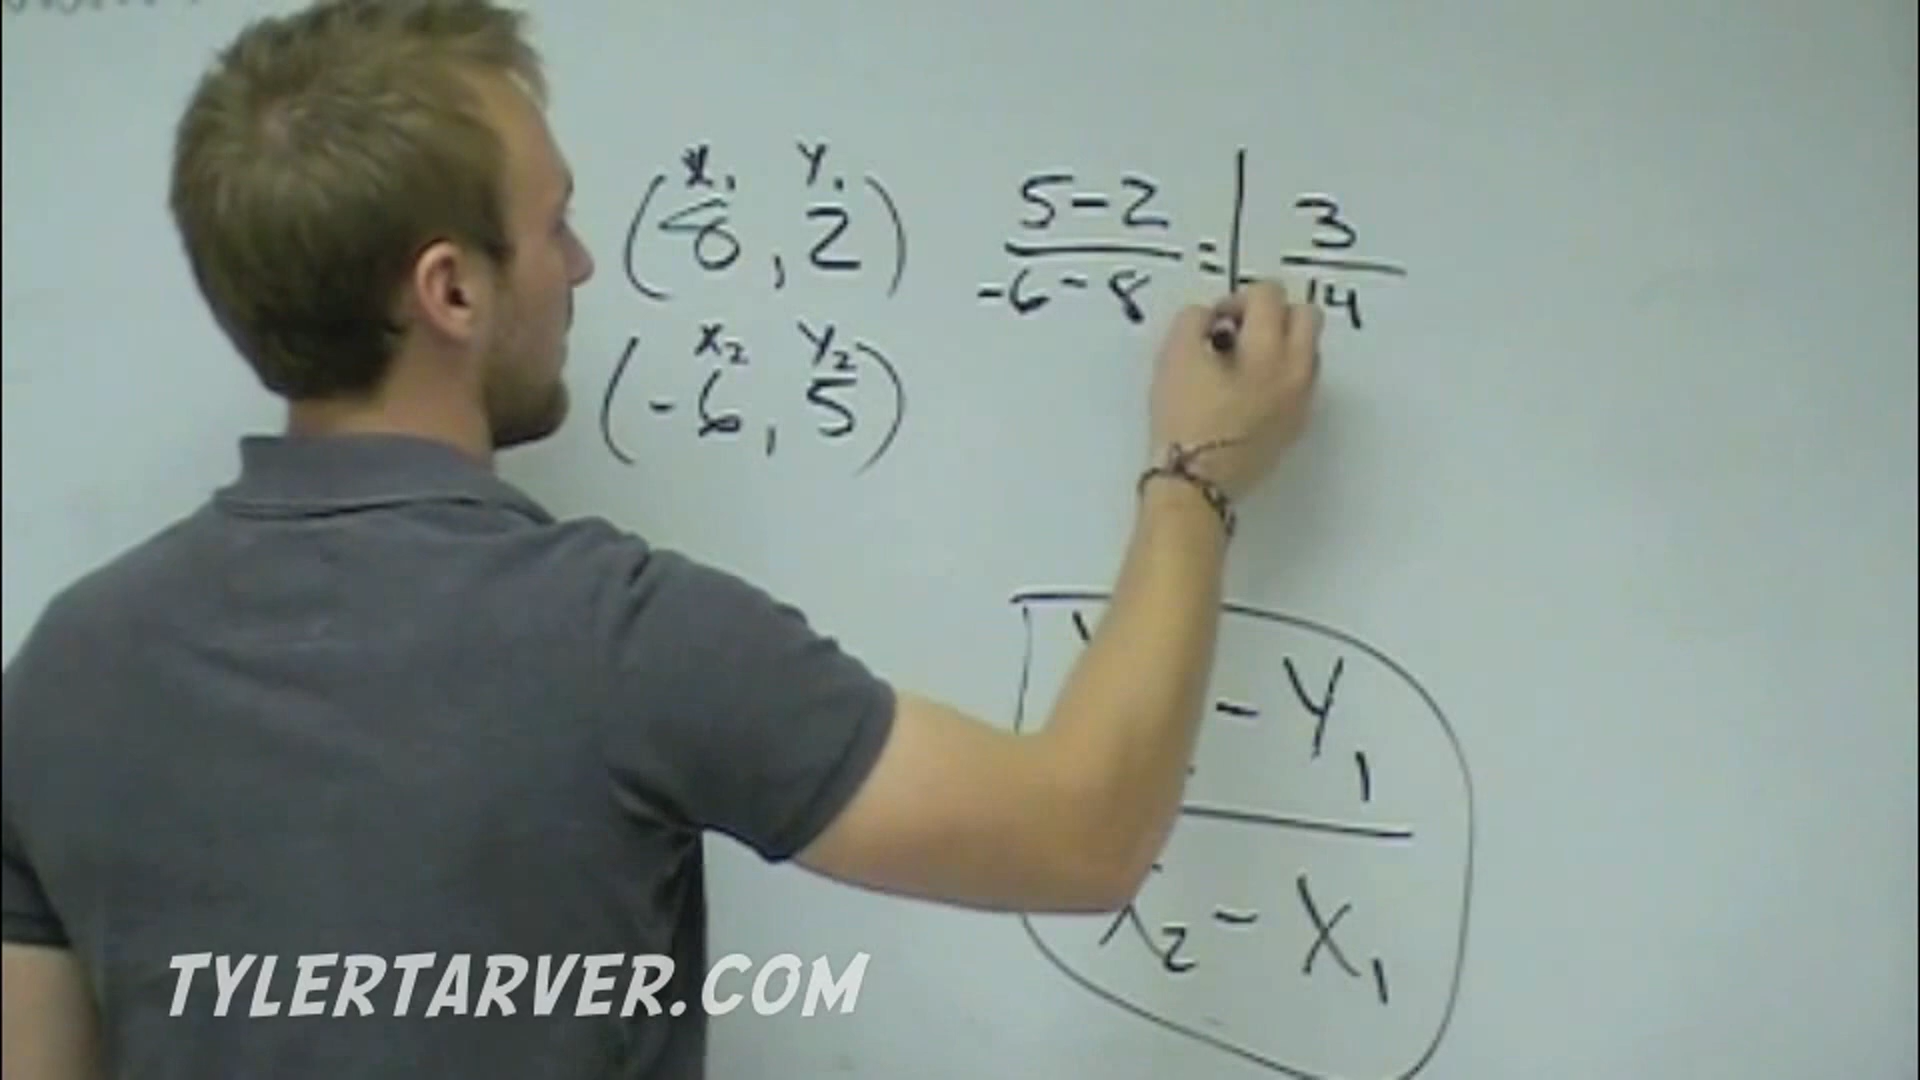 x₁ y₁
(8, 2)
x₂ y₂
(-6, 5)
5-2 = 3
-6-8 14
- Y₁
X₂ - X₁
TYLERTARVER.COM